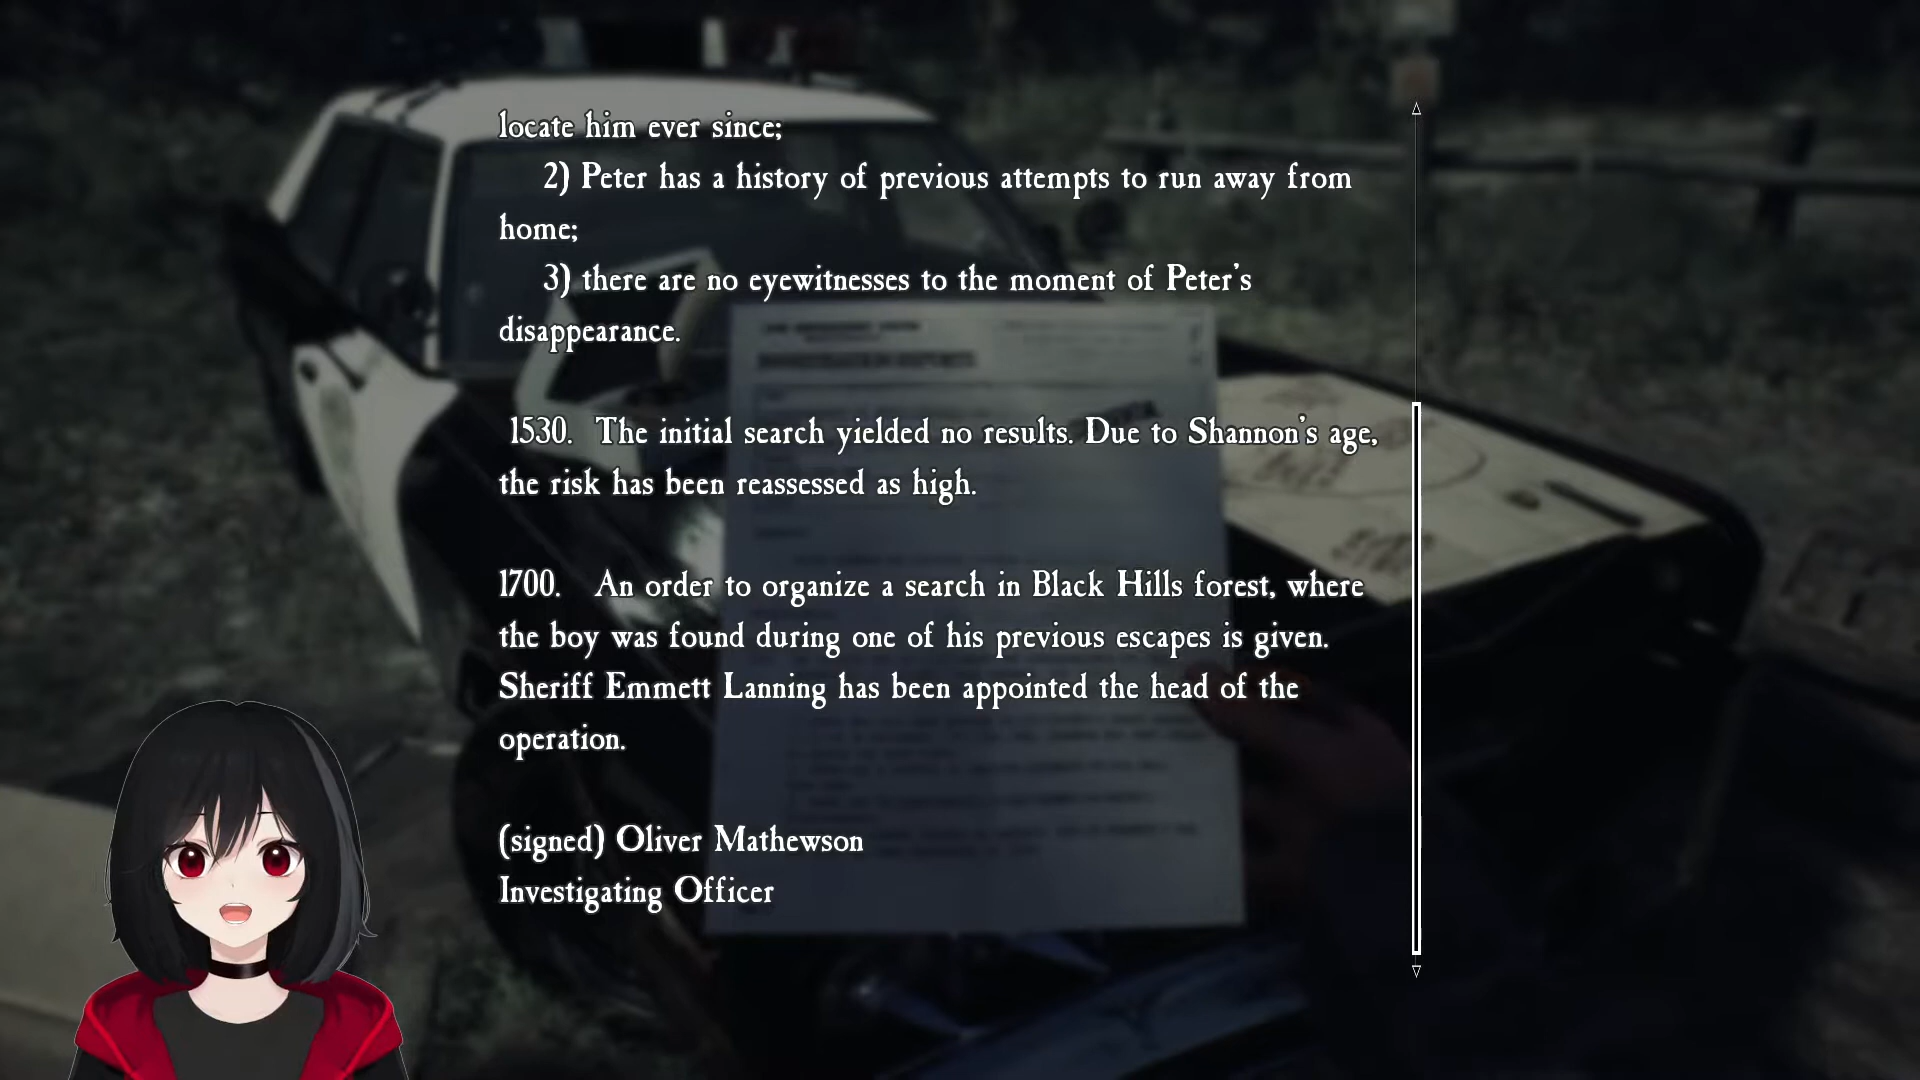 locate him ever since;
2) Peter has a history of previous attempts to run away from
home;
3) there are no eyewitnesses to the moment of Peter's
disappearance.
1530. The initial search yielded no results. Due to Shannon's age,
the risk has been reassessed as high.
1700. An order to organize a search in Black Hills forest, where
the boy was found during one of his previous escapes is given.
Sheriff Emmett Lanning has been appointed the head of the
operation.
(signed) Oliver Mathewson
Investigating Officer